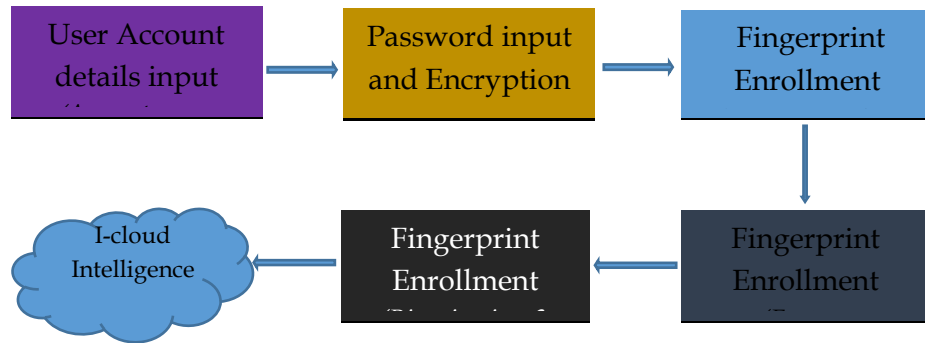 User Account
details input
Password input
and Encryption
Fingerprint
Enrollment
Fingerprint
Enrollment
Fingerprint
Enrollment
I-cloud
Intelligence